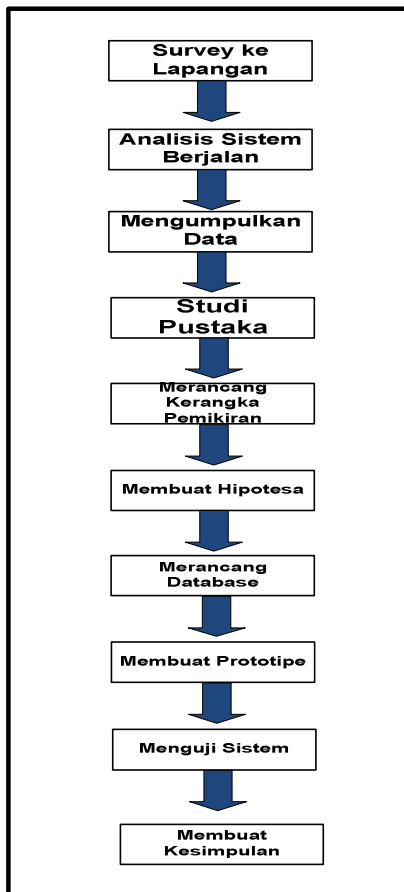 Survey ke
Lapangan
Analisis Sistem
Berjalan
Mengumpulkan
Data
Studi
Pustaka
Merancang
Kerangka
Pemikiran
Membuat Hipotesa
Merancang
Database
Membuat Prototipe
Menguji Sistem
Membuat
Kesimpulan